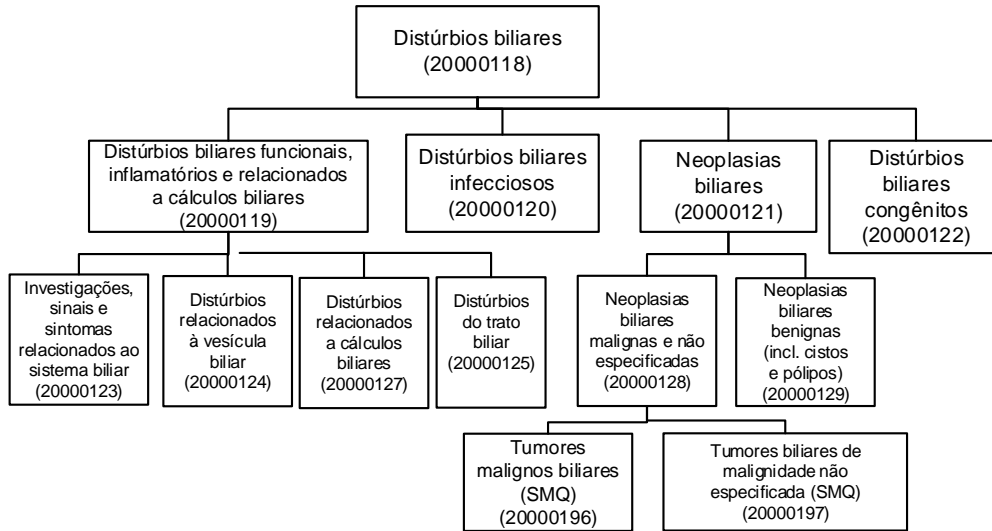 Distúrbios biliares
(20000118)
Distúrbios biliares funcionais,
inflamatórios e relacionados
a cálculos biliares
(20000119)
Distúrbios biliares
infecciosos
(20000120)
Neoplasias
biliares
(20000121)
Distúrbios
biliares
congênitos
(20000122)
Investigações,
sinais e
sintomas
relacionados ao
sistema biliar
(20000123)
Distúrbios
relacionados
à vesícula
biliar
(20000124)
Distúrbios
relacionados
a cálculos
biliares
(20000127)
Distúrbios
do trato
biliar
(20000125)
Neoplasias
biliares
malignas e não
especificadas
(20000128)
Neoplasias
biliares
benignas
(incl. cistos
e pólipos)
(20000129)
Tumores
malignos biliares
(SMQ)
(20000196)
Tumores biliares de
malignidade não
especificada (SMQ)
(20000197)